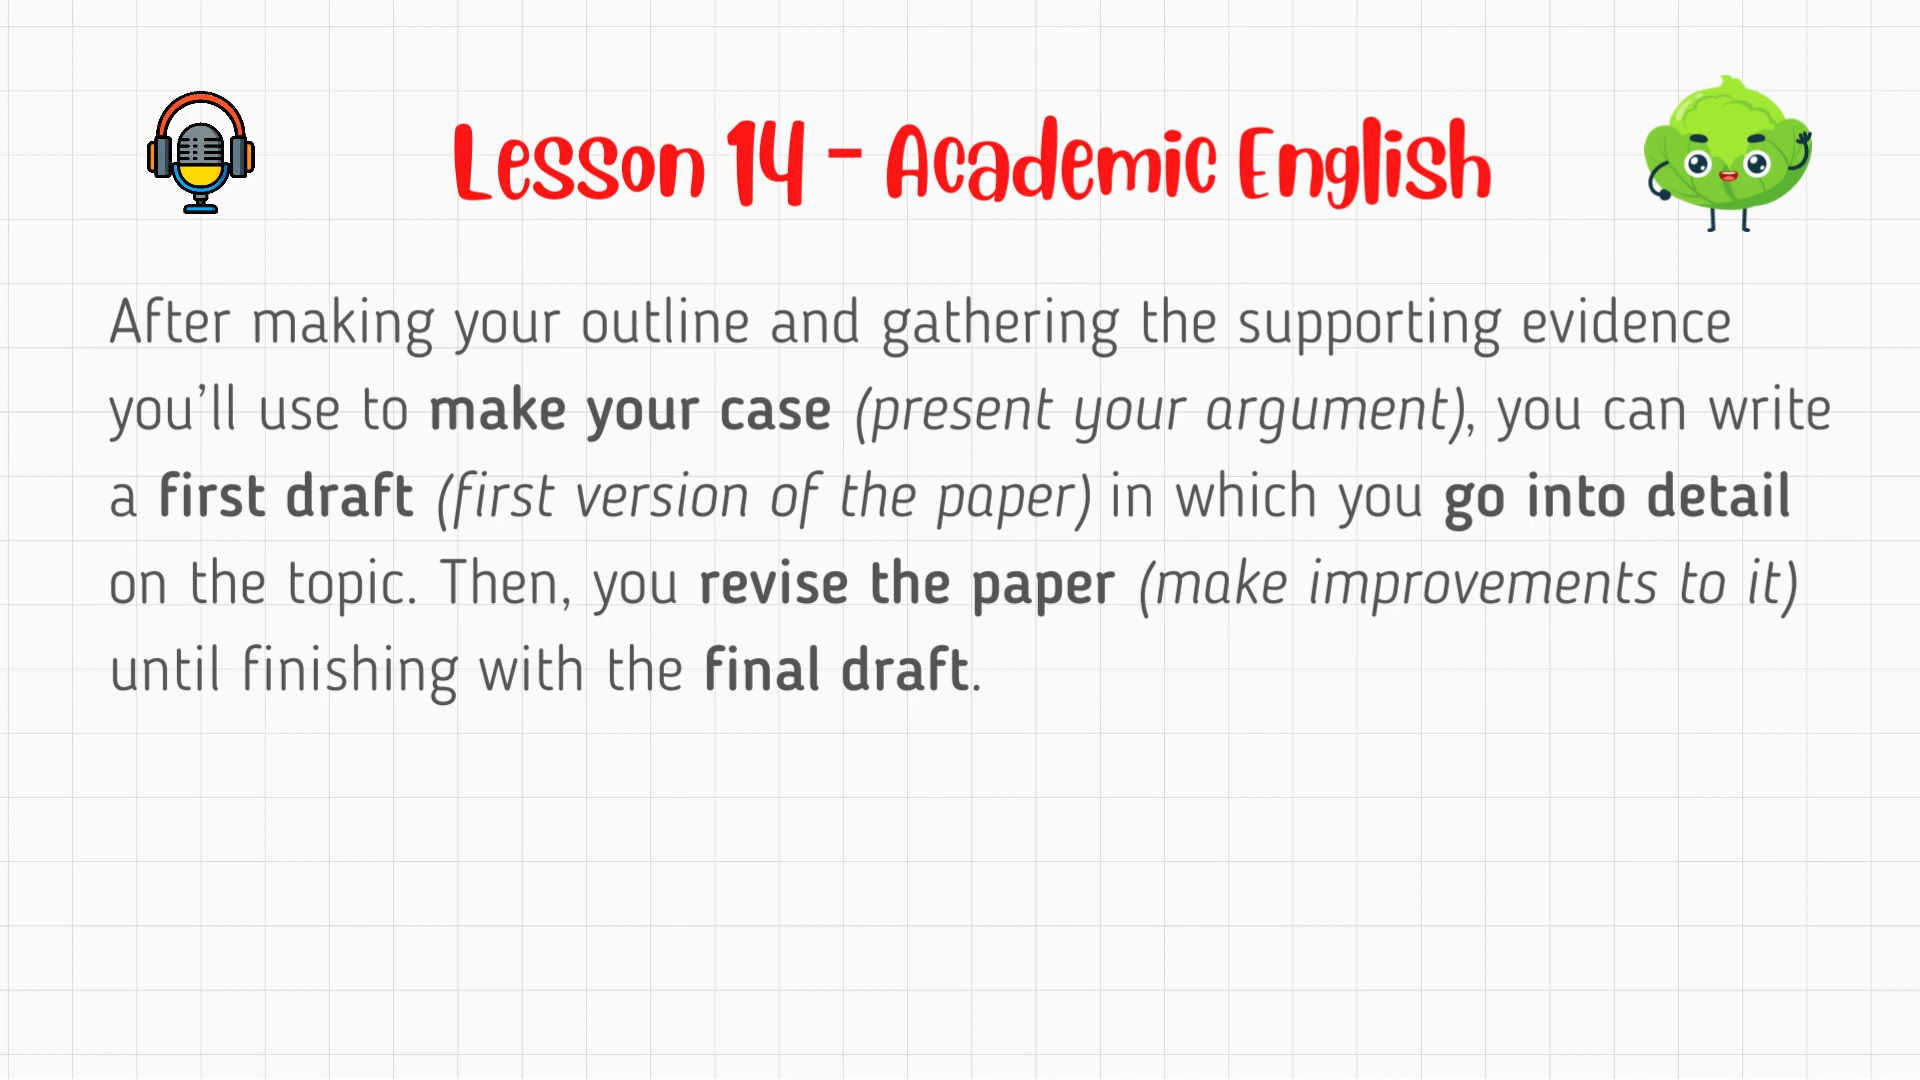 Lesson 14 - Academic English
After making your outline and gathering the supporting evidence
you’ll use to make your case (present your argument), you can write
a first draft (first version of the paper) in which you go into detail
on the topic. Then, you revise the paper (make improvements to it)
until finishing with the final draft.